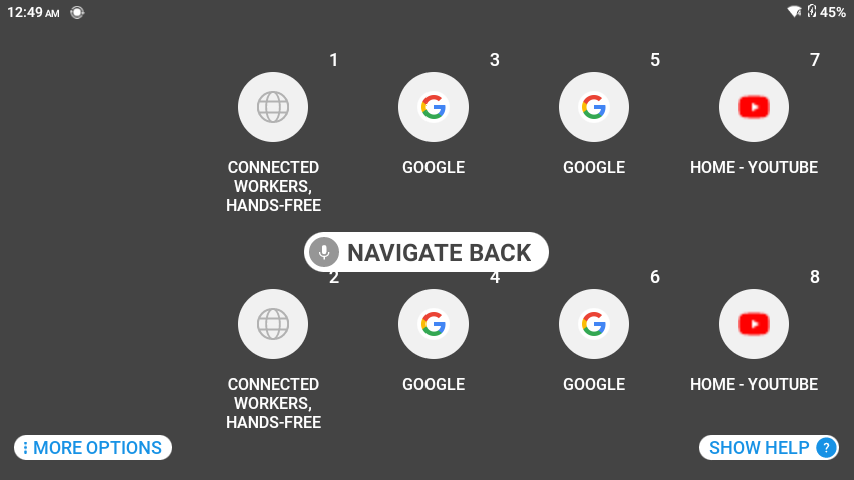 12:49 AM
45%
1
3
5
7
CONNECTED
WORKERS,
HANDS-FREE
GOOGLE
GOOGLE
HOME - YOUTUBE
NAVIGATE BACK
2
4
6
8
CONNECTED
WORKERS,
HANDS-FREE
GOOGLE
GOOGLE
HOME - YOUTUBE
MORE OPTIONS
SHOW HELP ?